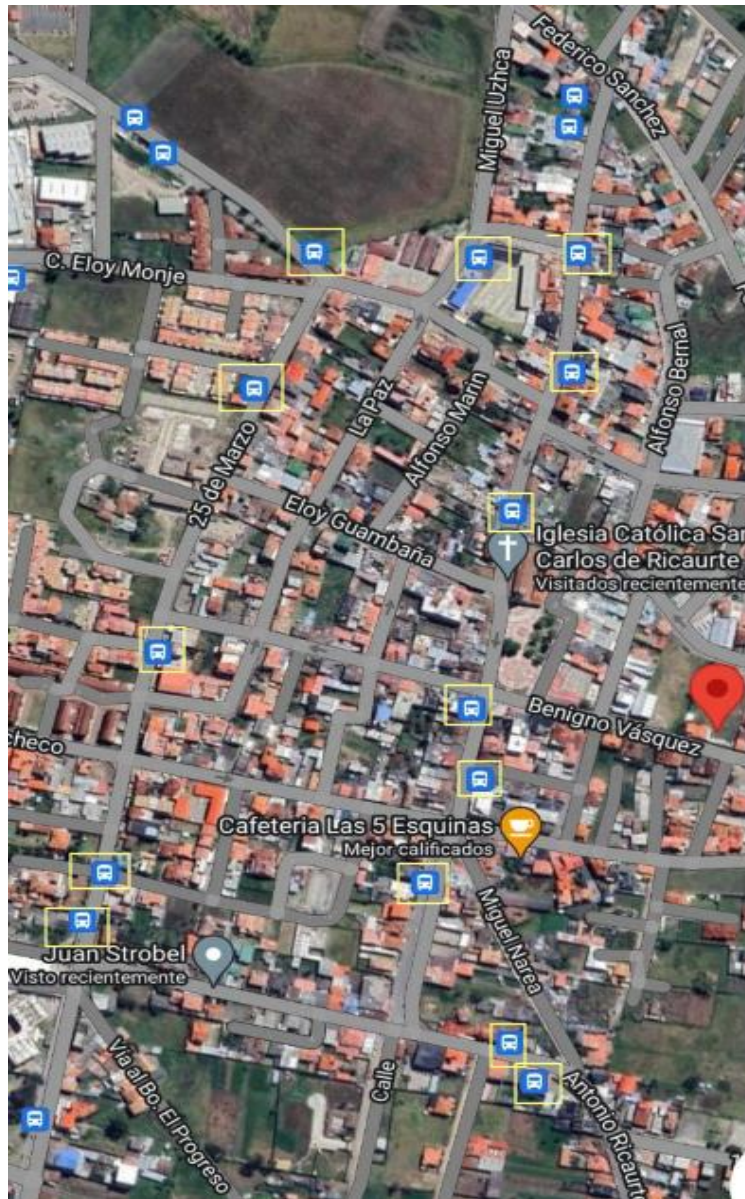 Federico Sanchez
Miguel Uzhca
C. Eloy Monje
Alfonso Bernal
La Paz
Alfonso Marin
25 de Marzo
Eloy Guambaña
Iglesia Católica San
Carlos de Ricaurte
Visitados recientemente
Benigno Vásquez
checo
Cafeteria Las 5 Esquinas
Mejor calificados
Miguel Narea
Juan Strobel
Visto recientemente
Vía al Bo. El Progreso
Calle
Antonio Ricaurte